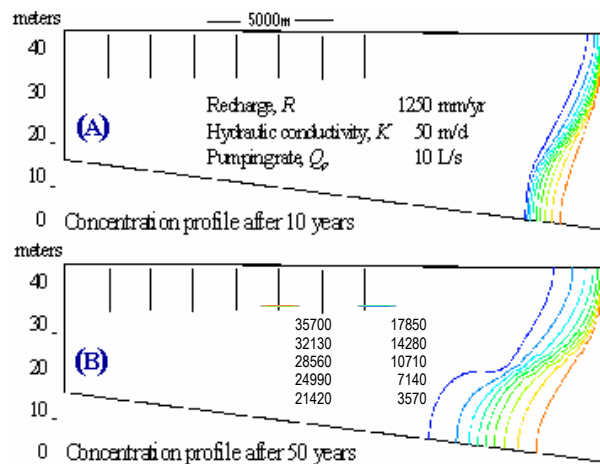 meters
5000m
40
30
20
10
0
(A)
Recharge, R 1250 mm/yr
Hydraulic conductivity, K 50 m/d
Pumpingrate, Qp 10 L/s
Concentration profile after 10 years
meters
40
30
20
10
0
(B)
35700 17850
32130 14280
28560 10710
24990 7140
21420 3570
Concentration profile after 50 years